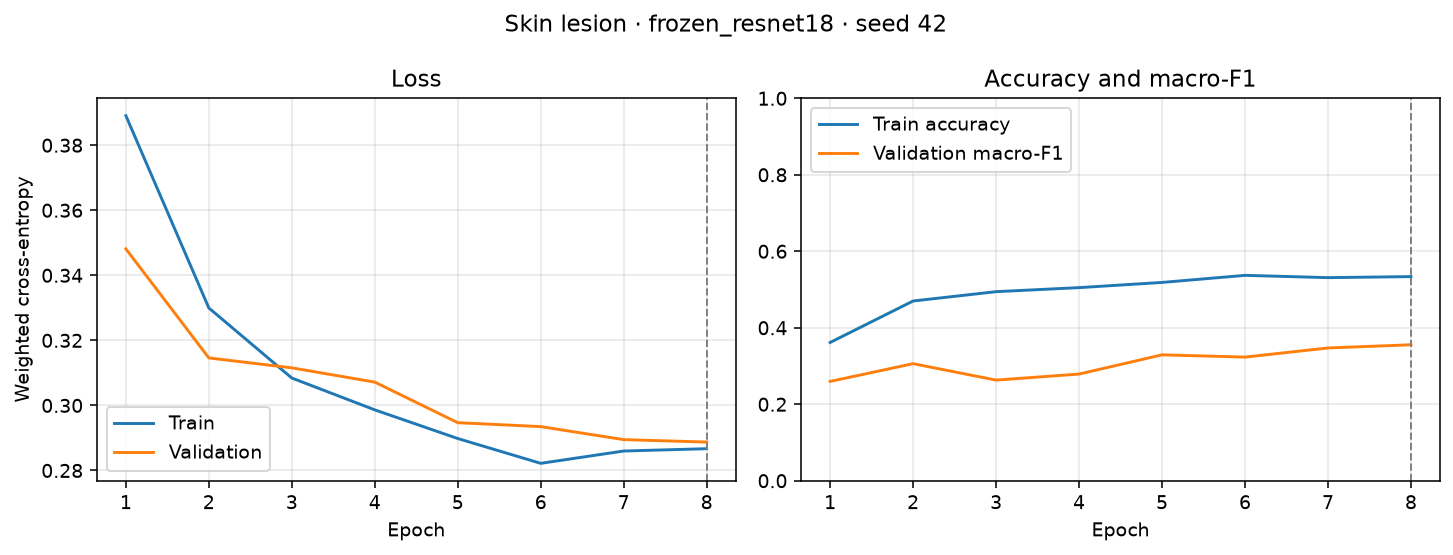 Skin lesion · frozen_resnet18 · seed 42
Loss
Weighted cross-entropy
0.38
0.36
0.34
0.32
0.30
0.28
Train
Validation
1 2 3 4 5 6 7 8
Epoch
Accuracy and macro-F1
1.0
0.8
0.6
0.4
0.2
0.0
Train accuracy
Validation macro-F1
1 2 3 4 5 6 7 8
Epoch